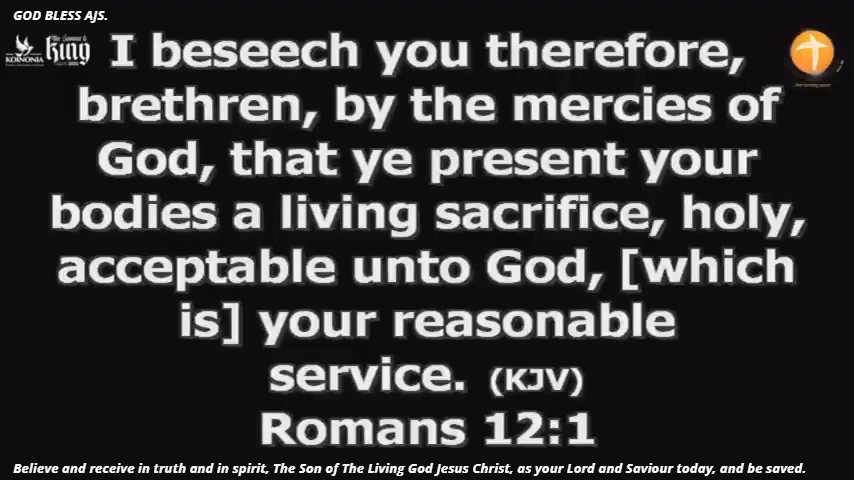 GOD BLESS AJS.
KOINONIA
King
I beseech you therefore,
brethren, by the mercies of
God, that ye present your
bodies a living sacrifice, holy,
acceptable unto God, [which
is] your reasonable
service. (KJV)
Romans 12:1
Believe and receive in truth and in spirit, The Son of The Living God Jesus Christ, as your Lord and Saviour today, and be saved.